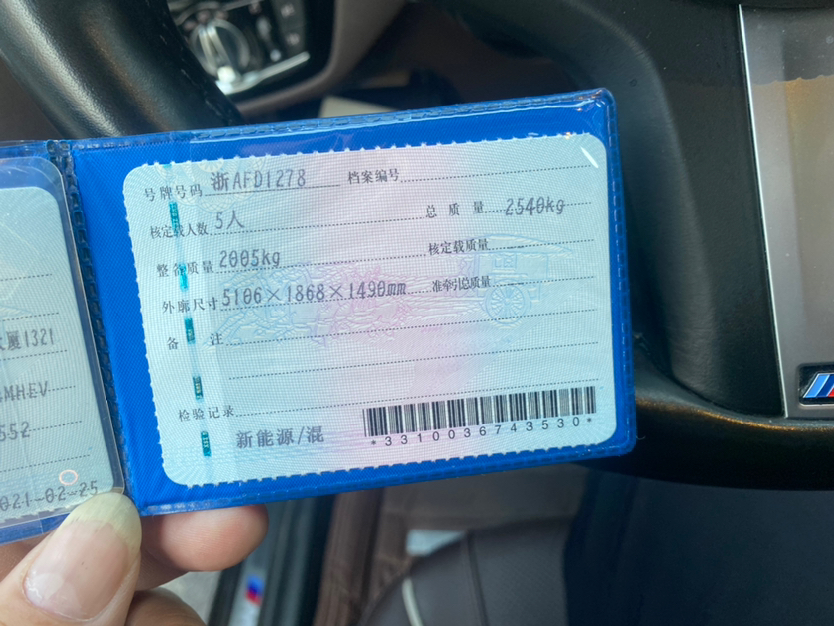 号牌号码 浙AFD1278 档案编号
核定载人数 5人 总质量 2540kg
整备质量 2005kg 核定载质量
外廓尺寸 5106×1868×1490mm 准牵引总质量
备注
检验记录
新能源/混
*3310036743530*
展1321
MHEV
552
021-02-25